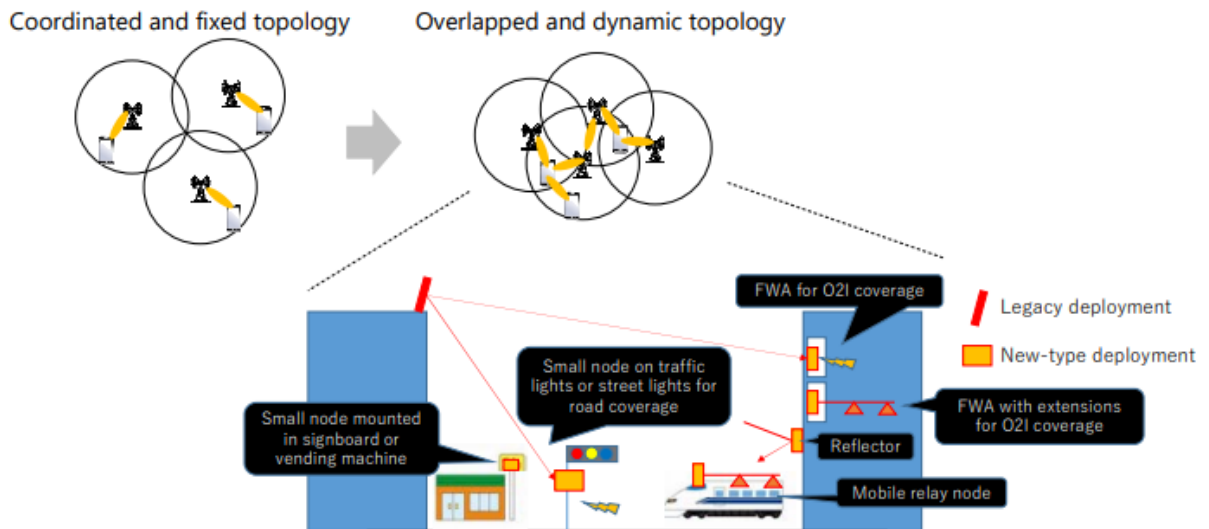 Coordinated and fixed topology
Overlapped and dynamic topology
FWA for O2I coverage
Legacy deployment
New-type deployment
Small node on traffic
lights or street lights for
road coverage
Small node mounted
in signboard or
vending machine
FWA with extensions
for O2I coverage
Reflector
Mobile relay node